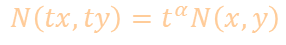 N(tx, ty) = t^α N(x, y)